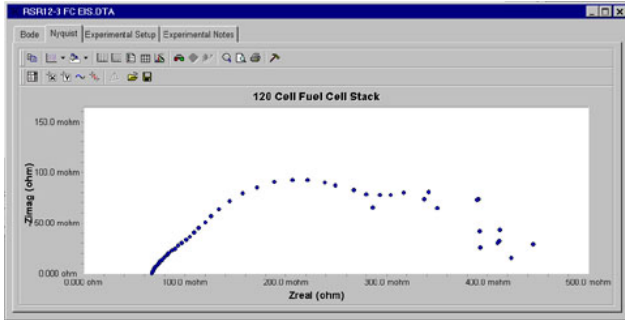 RSR12-3 FC EIS.DTA
Bode Nyquist Experimental Setup Experimental Notes
120 Cell Fuel Cell Stack
150.0 mohm
100.0 mohm
50.00 mohm
0.000 ohm
-Zimag (ohm)
0.000 ohm 100.0 mohm 200.0 mohm 300.0 mohm 400.0 mohm 500.0 mohm
Zreal (ohm)